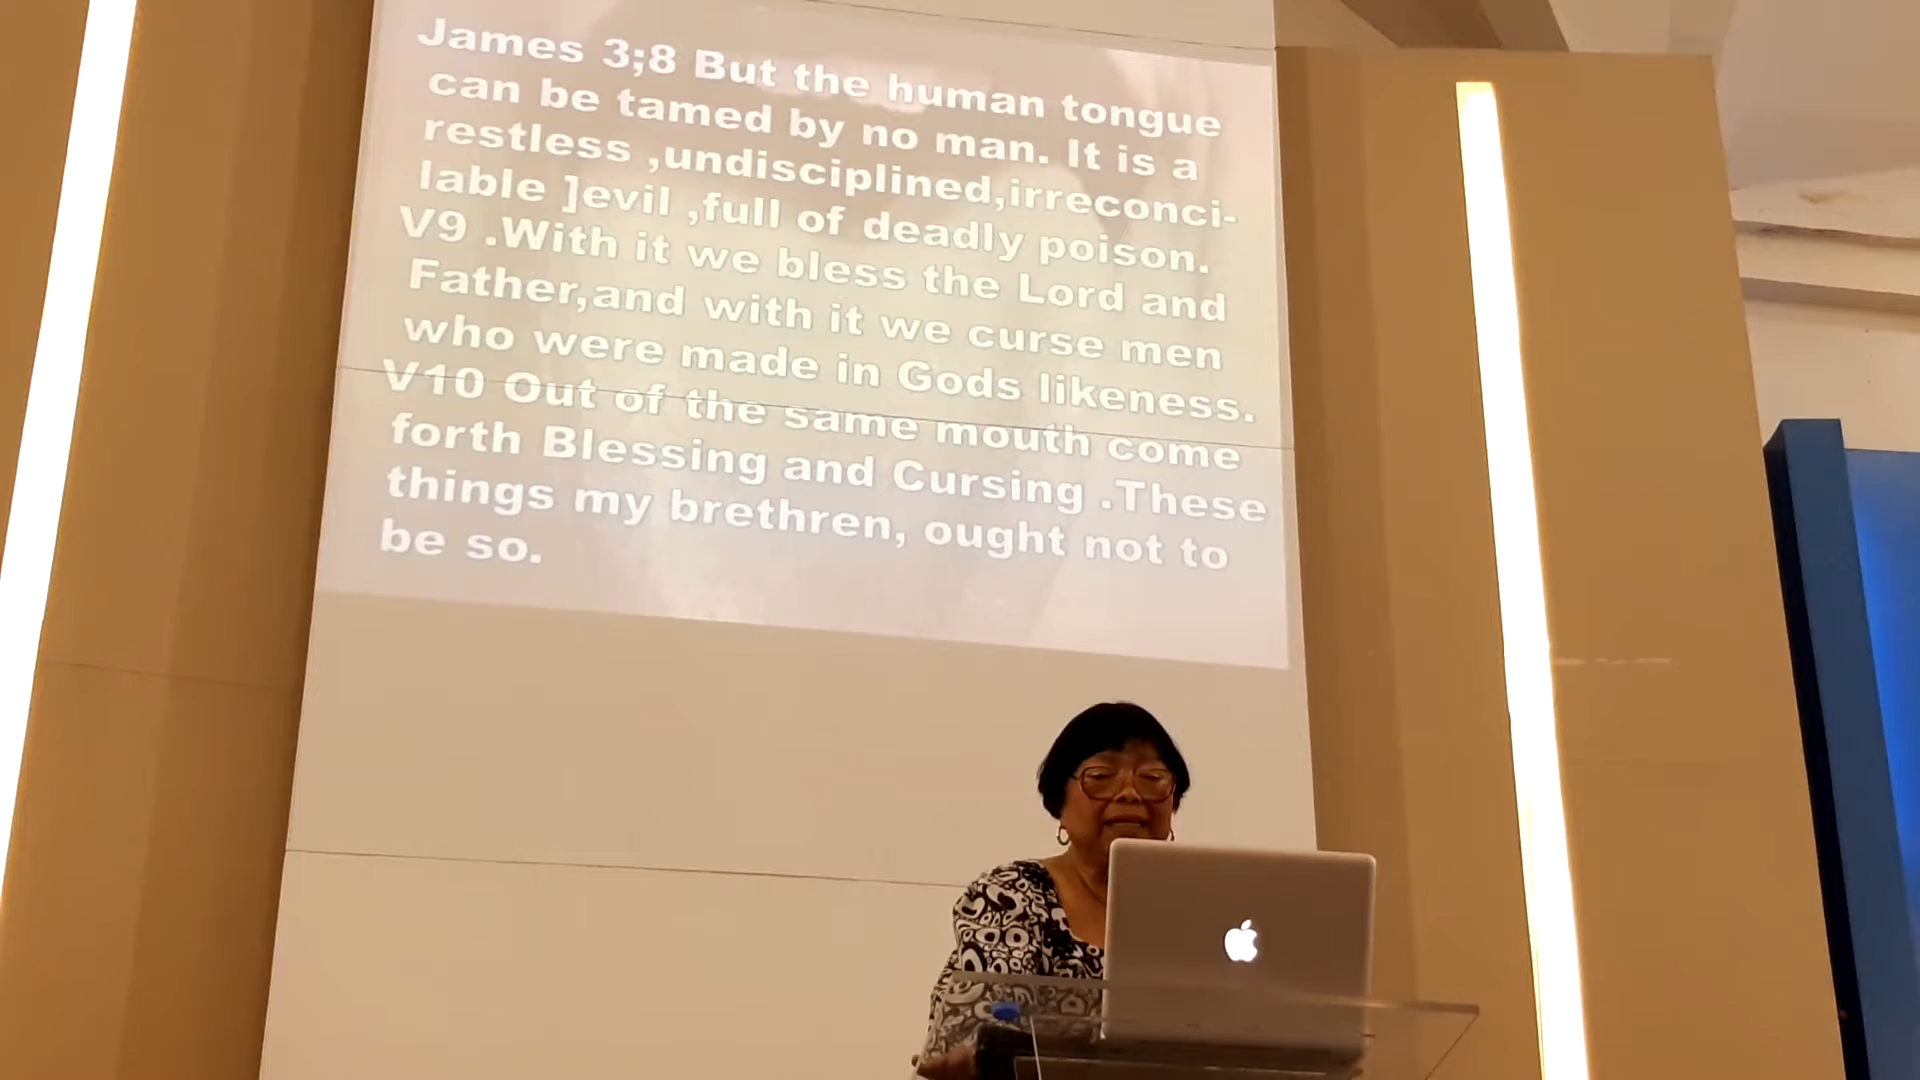 James 3;8 But the human tongue
can be tamed by no man. It is a
restless ,undisciplined,irreconci-
lable ]evil ,full of deadly poison.
V9 .With it we bless the Lord and
Father,and with it we curse men
who were made in Gods likeness.
V10 Out of the same mouth come
forth Blessing and Cursing .These
things my brethren, ought not to
be so.